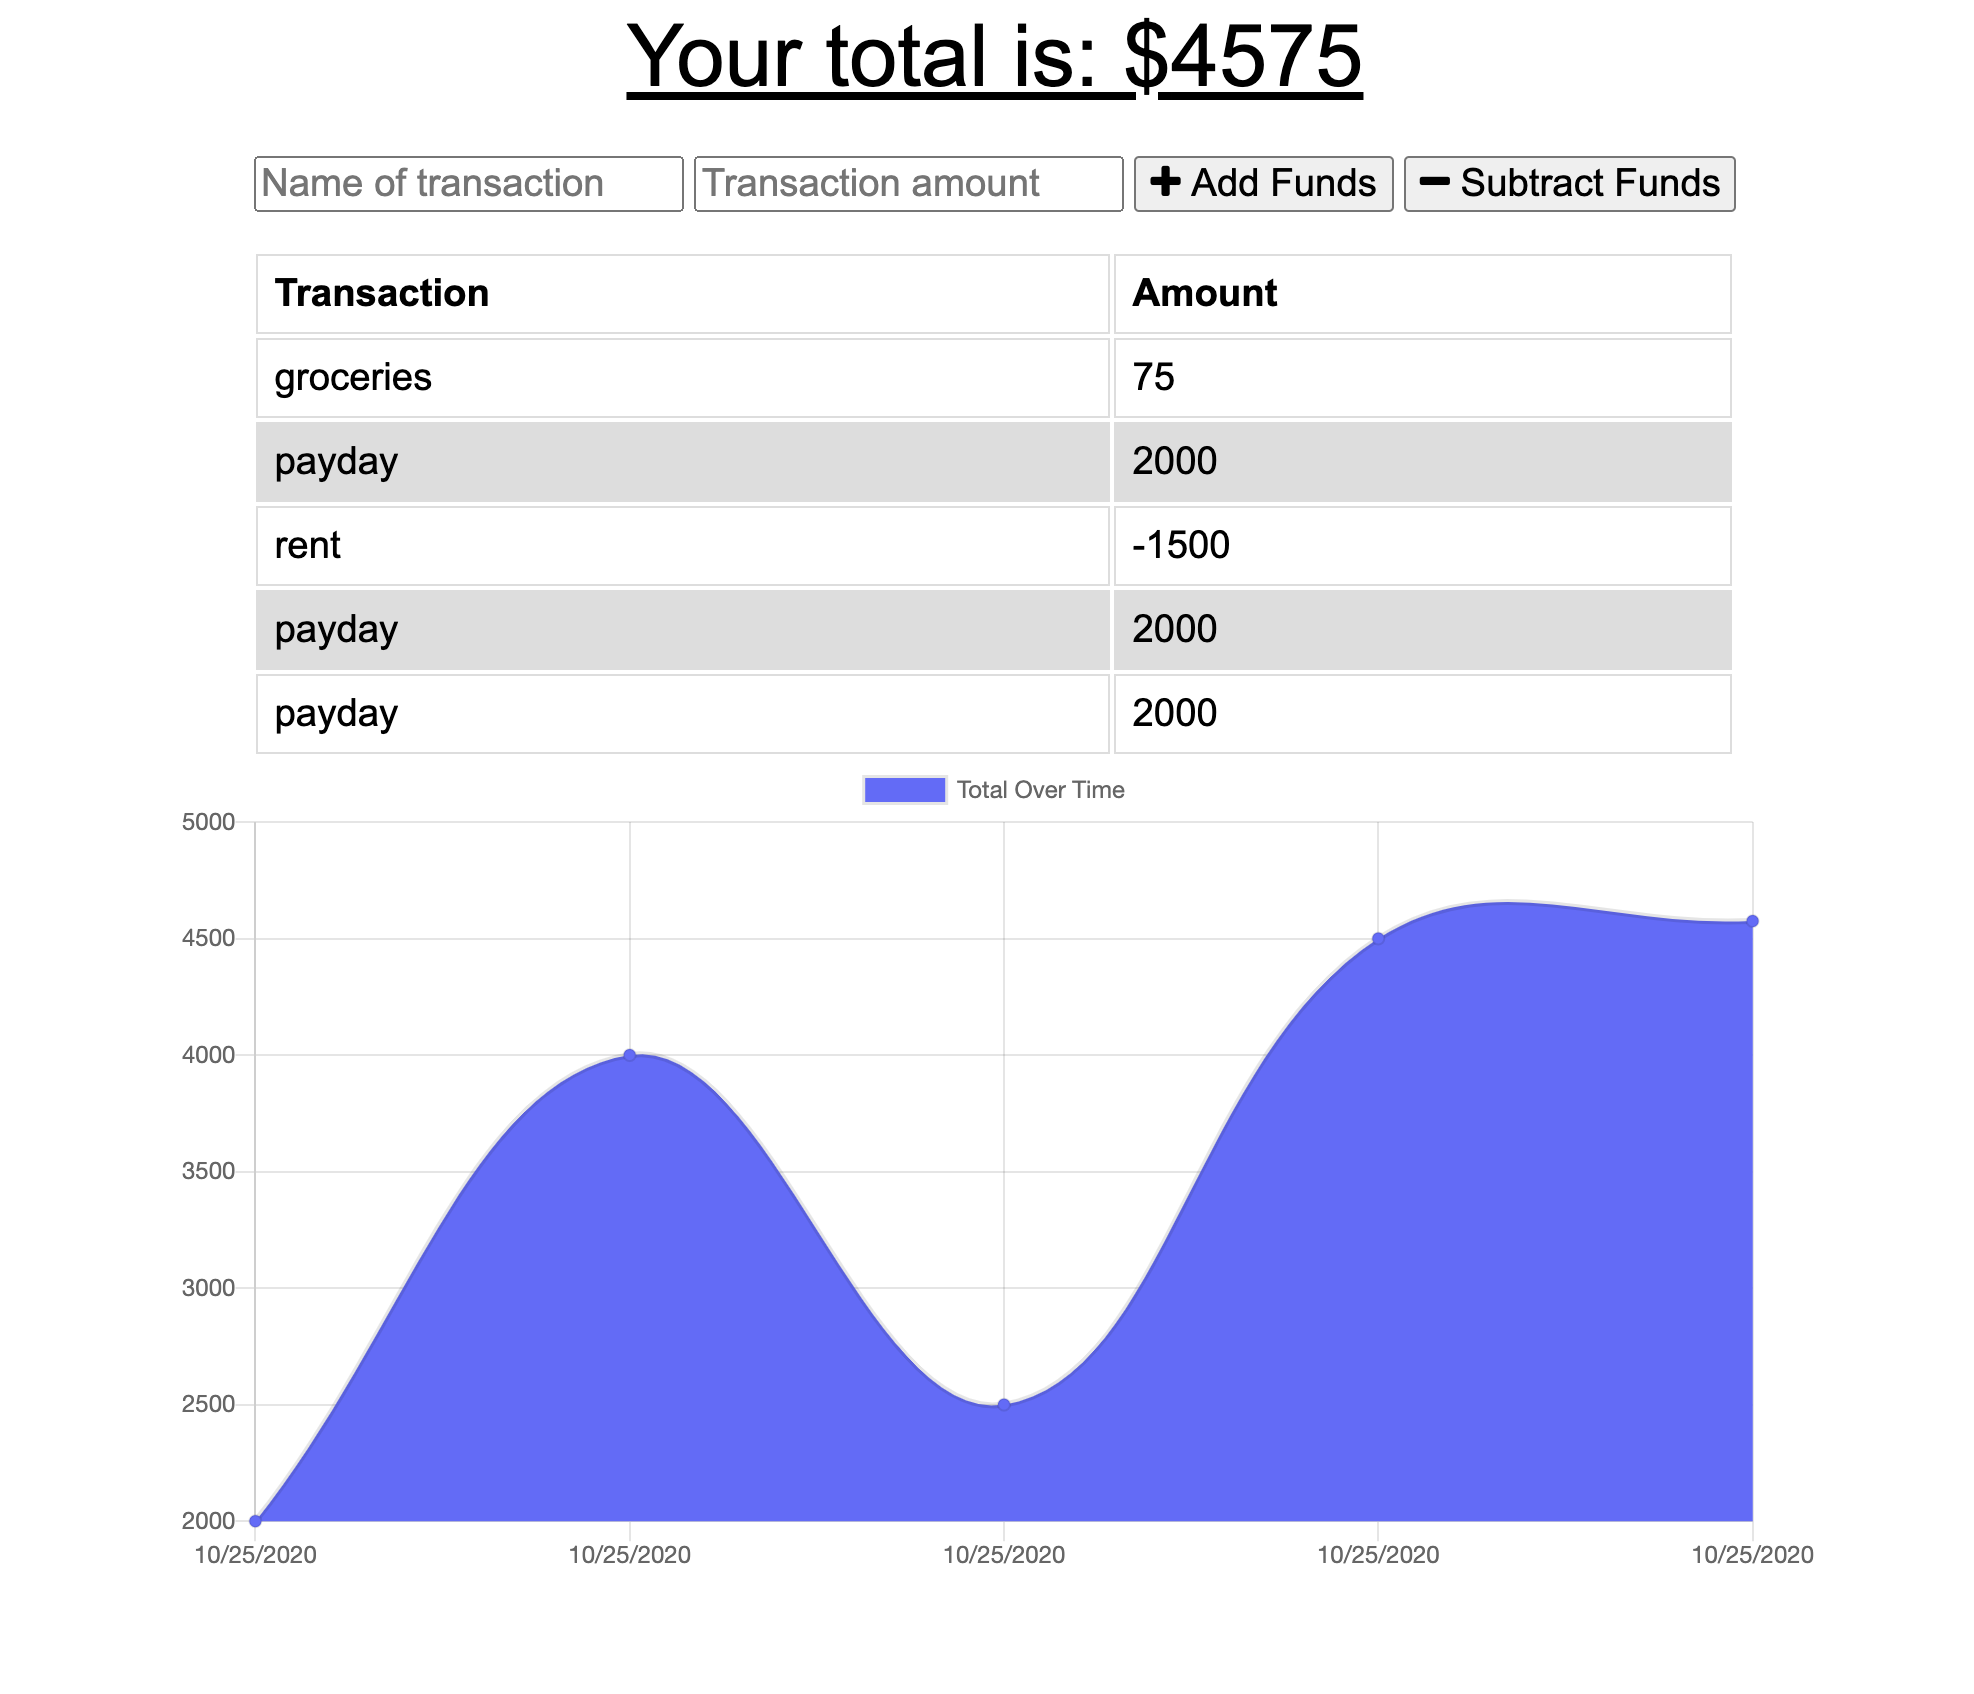 Your total is: $4575
Name of transaction Transaction amount Add Funds Subtract Funds
Transaction Amount
groceries 75
payday 2000
rent -1500
payday 2000
payday 2000
Total Over Time
5000
4500
4000
3500
3000
2500
2000
10/25/2020 10/25/2020 10/25/2020 10/25/2020 10/25/2020